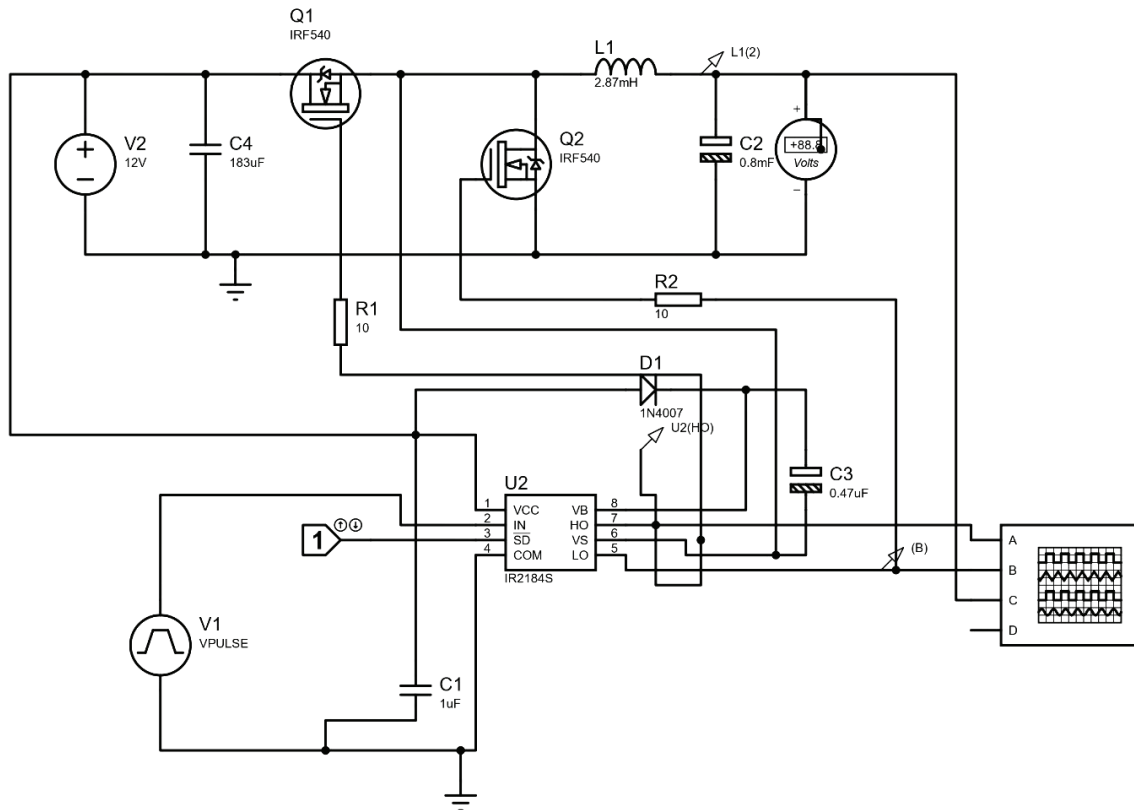 Q1
IRF540
L1
2.87mH
L1(2)
V2
12V
C4
183uF
Q2
IRF540
C2
0.8mF
+88.8
Volts
R1
10
R2
10
D1
1N4007
U2(HO)
C3
0.47uF
U2
1 VCC VB 8
2 IN HO 7
3 SD VS 6
4 COM LO 5
IR2184S
1
(B)
A
B
C
D
V1
VPULSE
C1
1uF